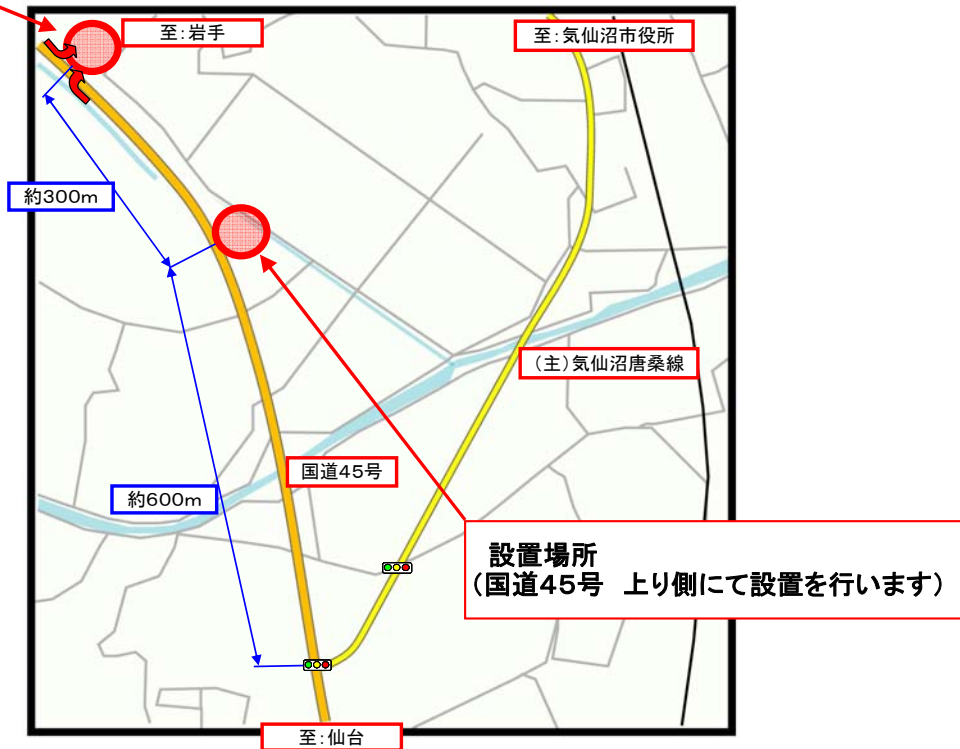 至:岩手
至:気仙沼市役所
約300m
(主)気仙沼唐桑線
国道45号
約600m
設置場所
(国道45号 上り側にて設置を行います)
至:仙台